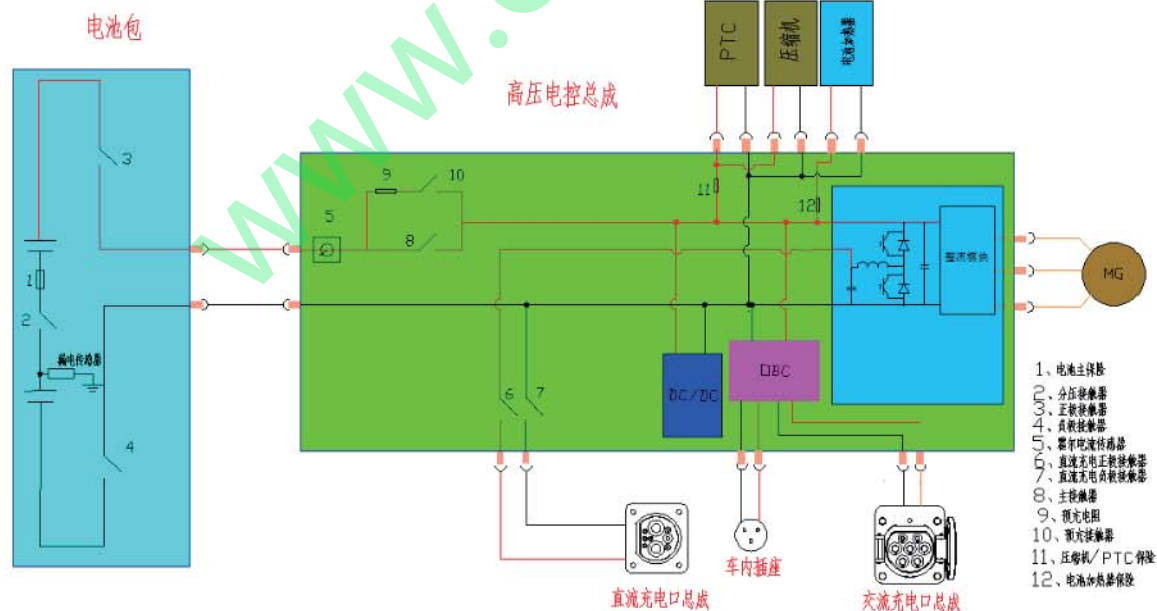 电池包
www.c
高压电控总成
PTC
压缩机
电池加热器
3
5
9
10
8
11
12
1
2
漏电传感器
4
整流模块
MG
6
7
DC/DC
OBC
直流充电口总成
车内插座
交流充电口总成
1、电池主保险
2、分压接触器
3、正极接触器
4、负极接触器
5、霍尔电流传感器
6、直流充电正极接触器
7、直流充电负极接触器
8、主接触器
9、预充电阻
10、预充接触器
11、压缩机/PTC保险
12、电池加热器保险